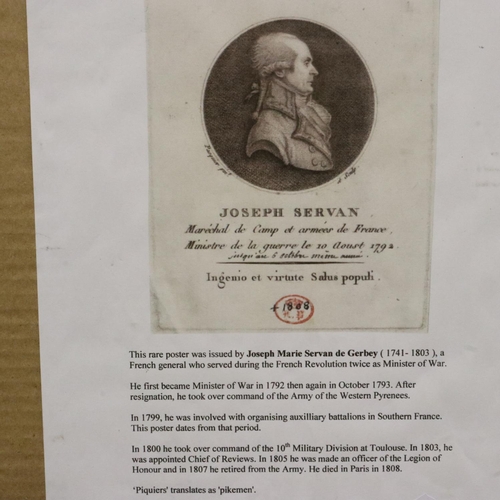 JOSEPH SERVAN
Maréchal de Camp et armées de France.
Ministre de la guerre le 10 Aoust 1792
Ingenio et virtute Salus populi.
This rare poster was issued by Joseph Marie Servan de Gerbey ( 1741- 1803 ), a
French general who served during the French Revolution twice as Minister of War.
He first became Minister of War in 1792 then again in October 1793. After
resignation, he took over command of the Army of the Western Pyrenees.
In 1799, he was involved with organising auxilliary battalions in Southern France.
This poster dates from that period.
In 1800 he took over command of the 10th Military Division at Toulouse. In 1803, he
was appointed Chief of Reviews. In 1805 he was made an officer of the Legion of
Honour and in 1807 he retired from the Army. He died in Paris in 1808.
'Piquiers' translates as 'pikemen'.